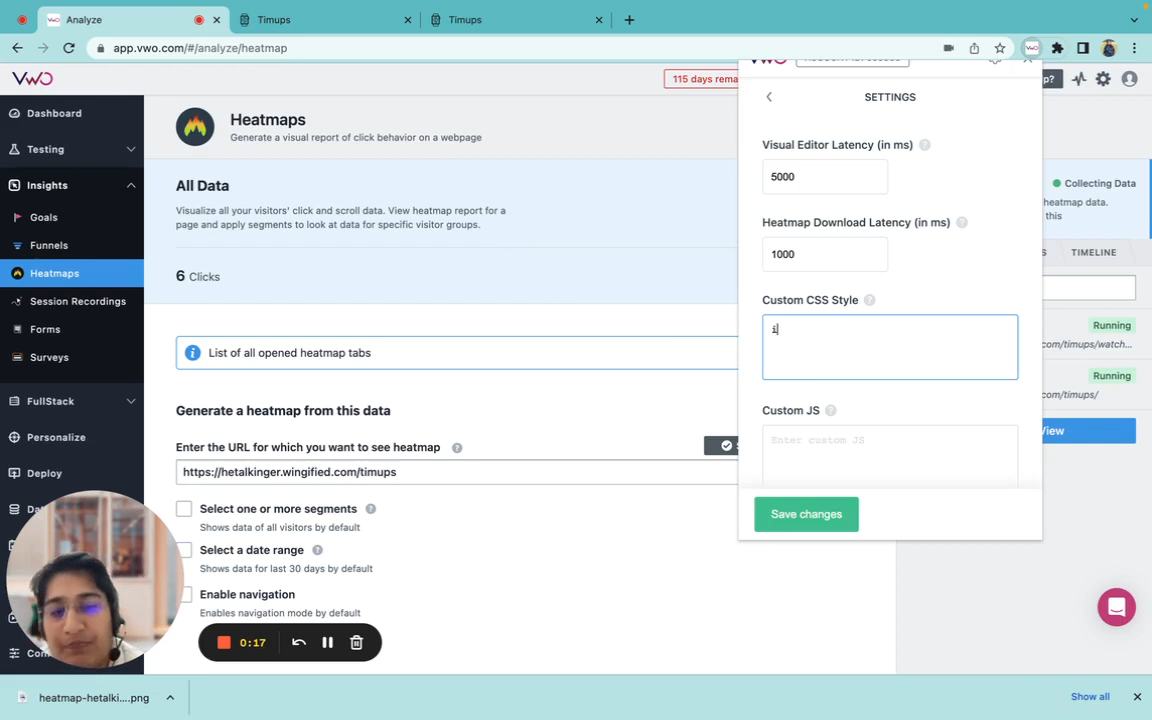 Analyze
Timups
Timups
app.vwo.com/#/analyze/heatmap
VWO
115 days rema
p?
Dashboard
Testing
Insights
Goals
Funnels
Heatmaps
Session Recordings
Forms
Surveys
FullStack
Personalize
Deploy
Da
Con
Heatmaps
Generate a visual report of click behavior on a webpage
All Data
Visualize all your visitors' click and scroll data. View heatmap report for a
page and apply segments to look at data for specific visitor groups.
6 Clicks
List of all opened heatmap tabs
Generate a heatmap from this data
Enter the URL for which you want to see heatmap
https://hetalkinger.wingified.com/timups
Select one or more segments
Shows data of all visitors by default
Select a date range
Shows data for last 30 days by default
Enable navigation
Enables navigation mode by default
0:17
SETTINGS
Visual Editor Latency (in ms)
5000
Heatmap Download Latency (in ms)
1000
Custom CSS Style
i
Custom JS
Enter custom JS
Save changes
Collecting Data
heatmap data.
this
S
TIMELINE
Running
com/timups/watch...
Running
com/timups/
View
heatmap-hetalki....png
Show all